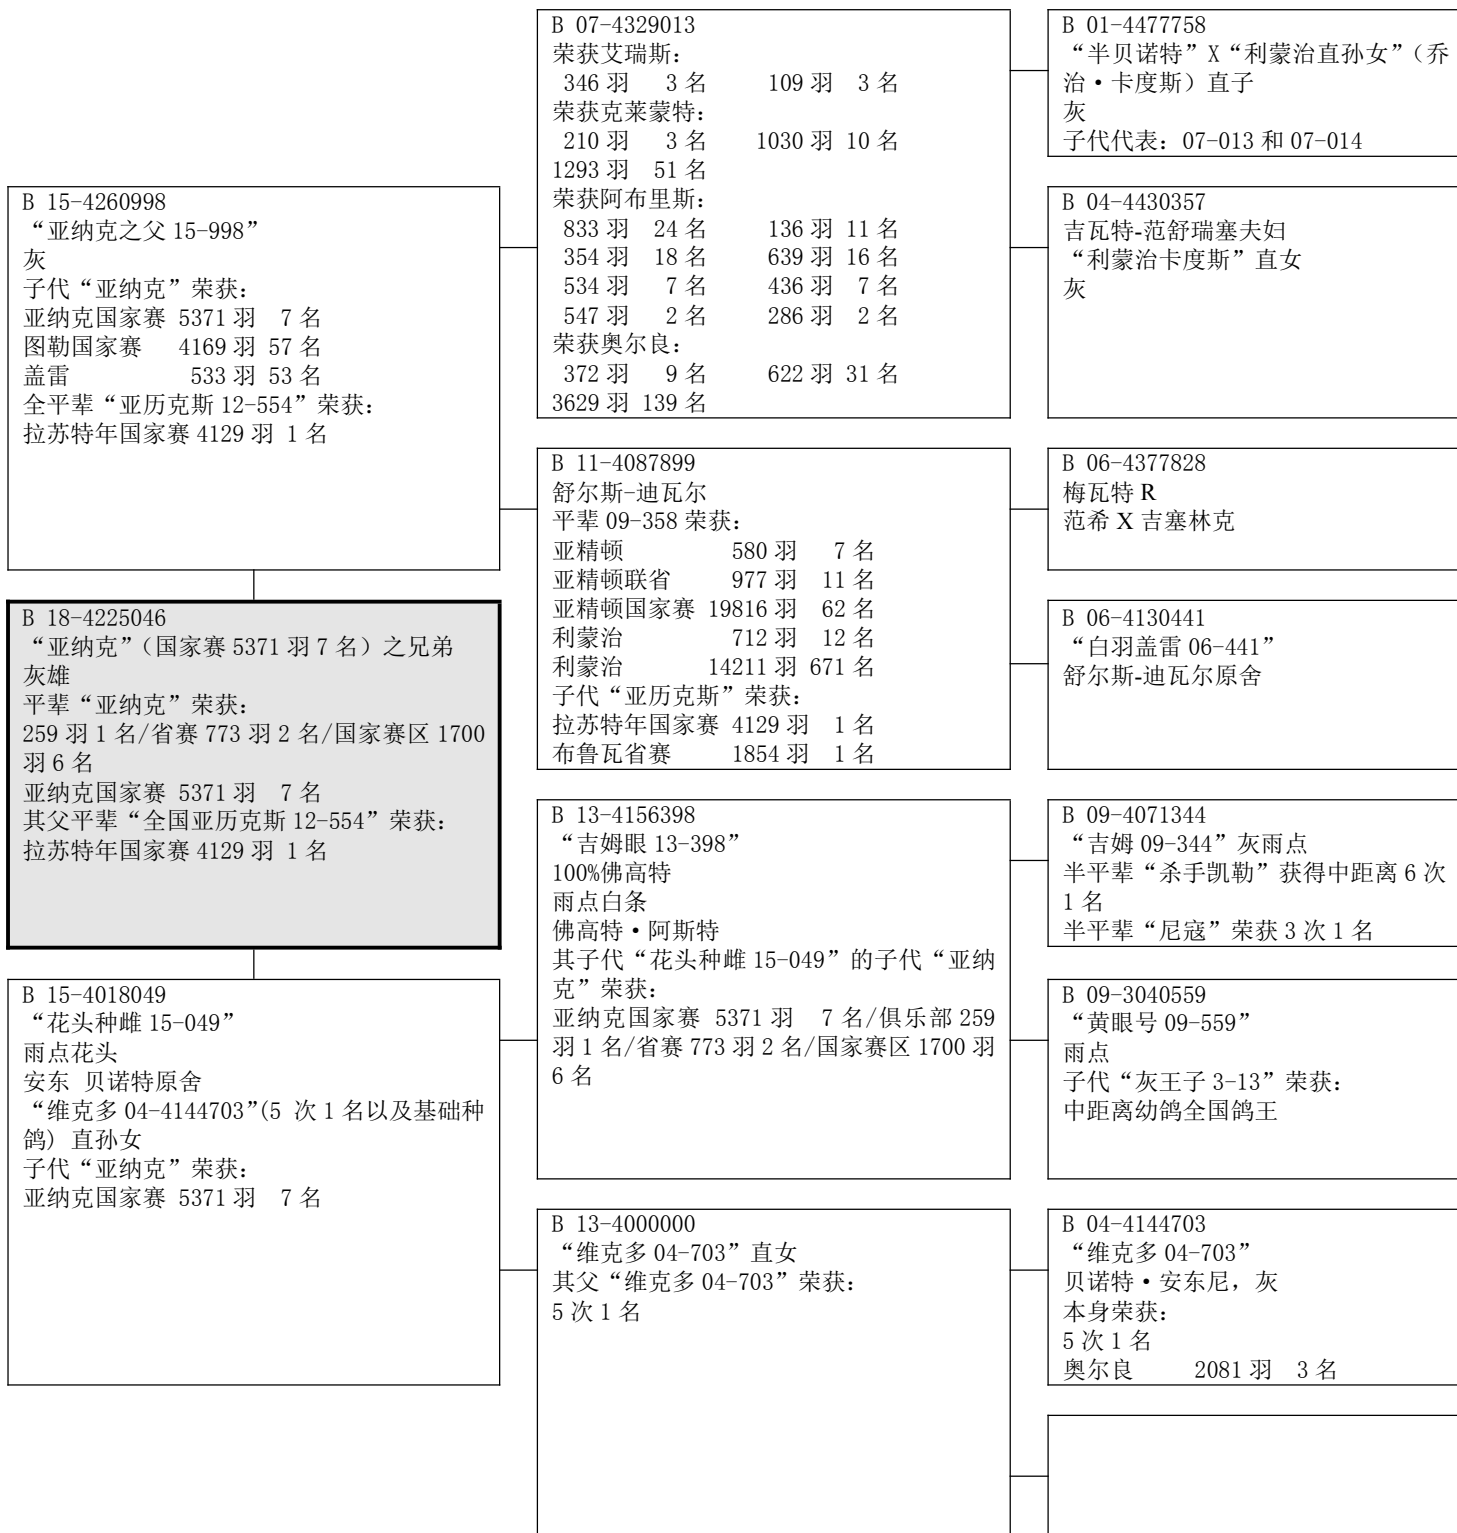 B 15-4260998
“亚纳克之父 15-998”
灰
子代“亚纳克”荣获：
亚纳克国家赛 5371 羽 7 名
图勒国家赛 4169 羽 57 名
盖雷 533 羽 53 名
全平辈“亚历克斯 12-554”荣获：
拉苏特年国家赛 4129 羽 1 名
B 18-4225046
“亚纳克”（国家赛 5371 羽 7 名）之兄弟
灰雄
平辈“亚纳克”荣获：
259 羽 1 名/省赛 773 羽 2 名/国家赛区 1700
羽 6 名
亚纳克国家赛 5371 羽 7 名
其父平辈“全国亚历克斯 12-554”荣获：
拉苏特年国家赛 4129 羽 1 名
B 15-4018049
“花头种雌 15-049”
雨点花头
安东 贝诺特原舍
“维克多 04-4144703”(5 次 1 名以及基础种
鸽) 直孙女
子代“亚纳克”荣获：
亚纳克国家赛 5371 羽 7 名
B 07-4329013
荣获艾瑞斯：
346 羽 3 名 109 羽 3 名
荣获克莱蒙特：
210 羽 3 名 1030 羽 10 名
1293 羽 51 名
荣获阿布里斯：
833 羽 24 名 136 羽 11 名
354 羽 18 名 639 羽 16 名
534 羽 7 名 436 羽 7 名
547 羽 2 名 286 羽 2 名
荣获奥尔良：
372 羽 9 名 622 羽 31 名
3629 羽 139 名
B 11-4087899
舒尔斯-迪瓦尔
平辈 09-358 荣获：
亚精顿 580 羽 7 名
亚精顿联省 977 羽 11 名
亚精顿国家赛 19816 羽 62 名
利蒙治 712 羽 12 名
利蒙治 14211 羽 671 名
子代“亚历克斯”荣获：
拉苏特年国家赛 4129 羽 1 名
布鲁瓦省赛 1854 羽 1 名
B 13-4156398
“吉姆眼 13-398”
100%佛高特
雨点白条
佛高特•阿斯特
其子代“花头种雌 15-049”的子代“亚纳
克”荣获：
亚纳克国家赛 5371 羽 7 名/俱乐部 259
羽 1 名/省赛 773 羽 2 名/国家赛区 1700 羽
6 名
B 13-4000000
“维克多 04-703”直女
其父“维克多 04-703”荣获：
5 次 1 名
B 01-4477758
“半贝诺特”X“利蒙治直孙女”（乔
治•卡度斯）直子
灰
子代代表：07-013 和 07-014
B 04-4430357
吉瓦特-范舒瑞塞夫妇
“利蒙治卡度斯”直女
灰
B 06-4377828
梅瓦特 R
范希 X 吉塞林克
B 06-4130441
“白羽盖雷 06-441”
舒尔斯-迪瓦尔原舍
B 09-4071344
“吉姆 09-344”灰雨点
半平辈“杀手凯勒”获得中距离 6 次
1 名
半平辈“尼寇”荣获 3 次 1 名
B 09-3040559
“黄眼号 09-559”
雨点
子代“灰王子 3-13”荣获：
中距离幼鸽全国鸽王
B 04-4144703
“维克多 04-703”
贝诺特•安东尼，灰
本身荣获：
5 次 1 名
奥尔良 2081 羽 3 名